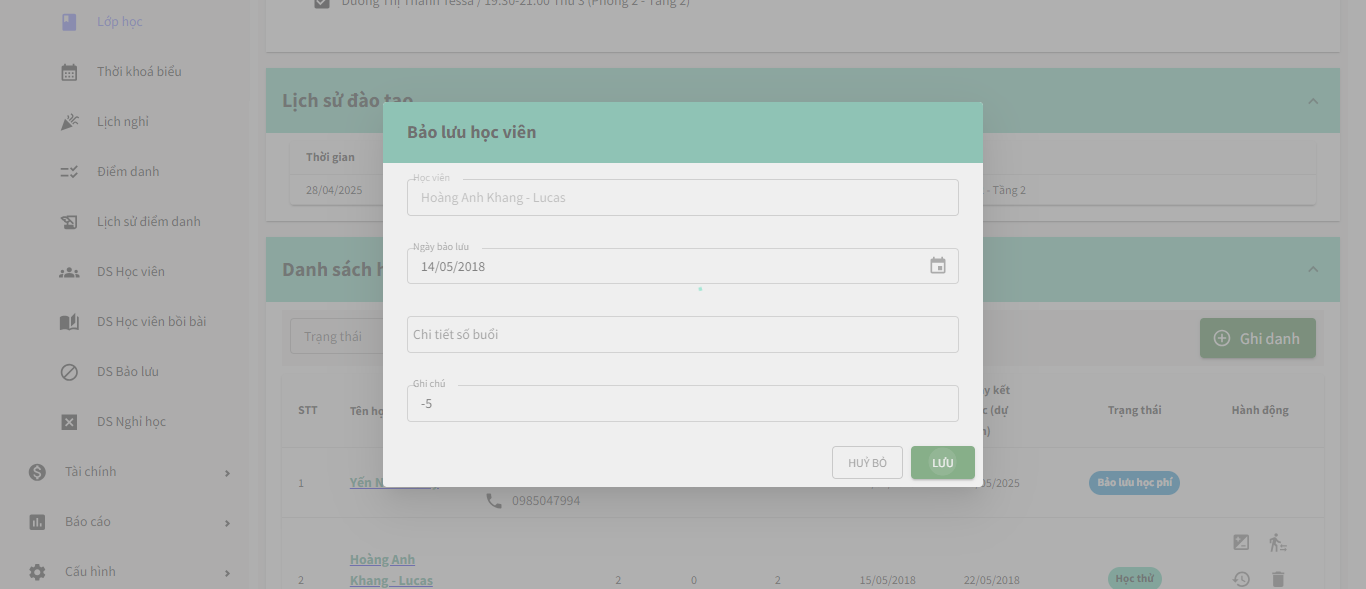 Dương Thị Thanh Tessa / 19:30-21:00 Thứ 3 (Phòng 2 - Tầng 2)
Lớp học
Thời khoá biểu
Lịch nghỉ
Điểm danh
Lịch sử điểm danh
DS Học viên
DS Học viên bồi bài
DS Bảo lưu
DS Nghỉ học
Tài chính
Báo cáo
Cấu hình
Lịch sử đào tạo
Thời gian
28/04/2025
- Tầng 2
Bảo lưu học viên
Học viên
Hoàng Anh Khang - Lucas
Ngày bảo lưu
14/05/2018
Chi tiết số buổi
Ghi chú
-5
HUỶ BỎ
LƯU
Danh sách
Trạng thái
Ghi danh
STT
Tên
kết
(dự
Trạng thái
Hành động
1
Yến
0985047994
05/2025
Bảo lưu học phí
2
Hoàng Anh
Khang - Lucas
2
0
2
15/05/2018
22/05/2018
Học thử